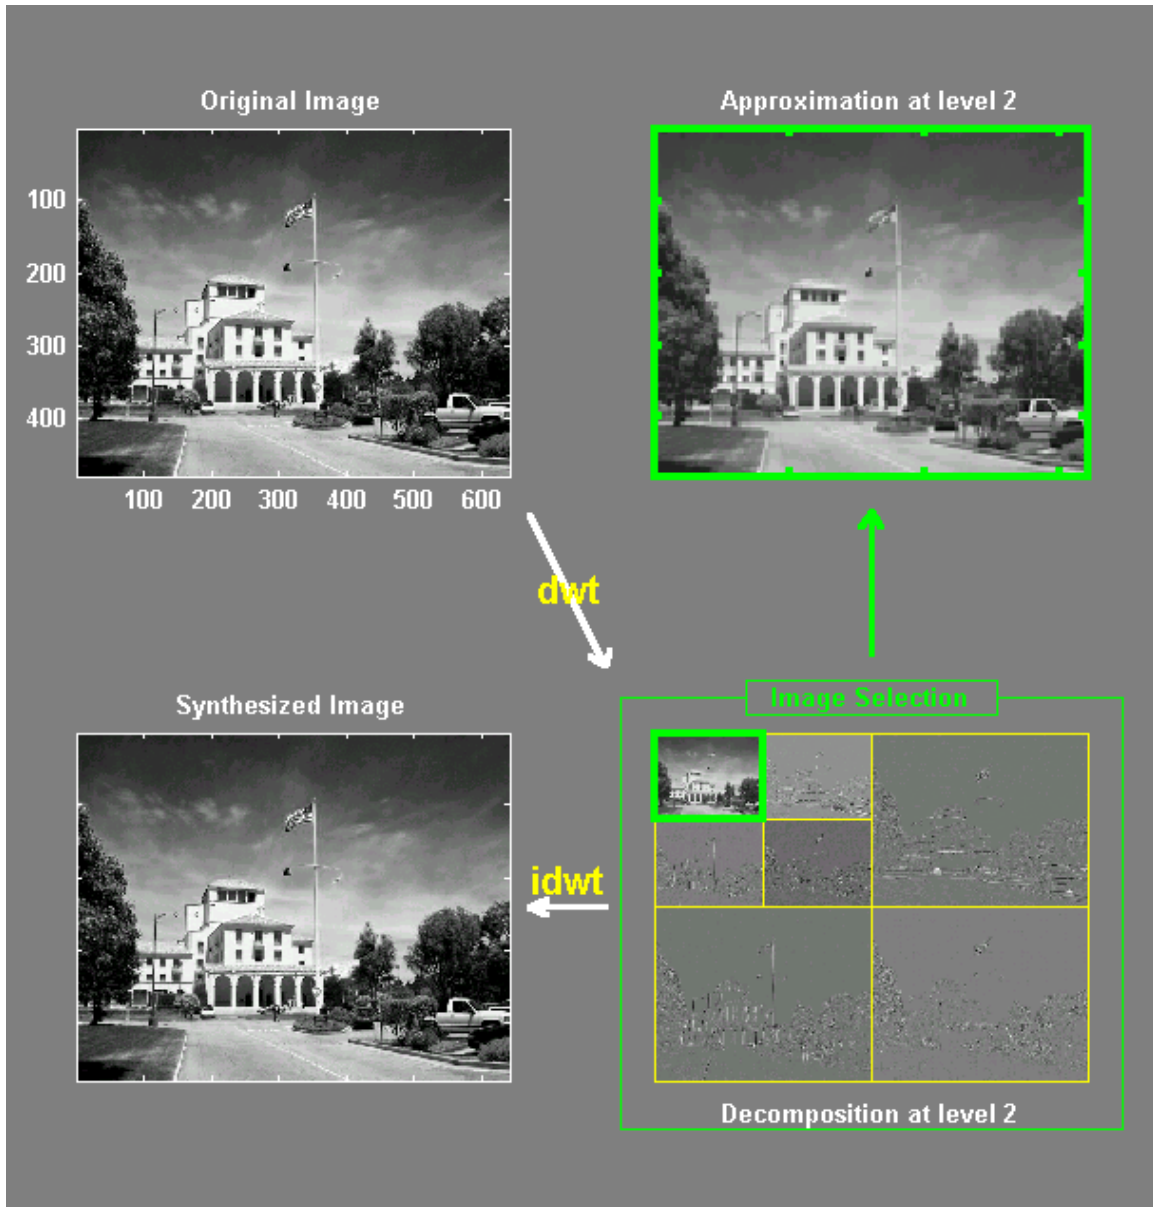 Original Image
Approximation at level 2
100
200
300
400
100 200 300 400 500 600
dwt
Synthesized Image
Image Selection
idwt
Decomposition at level 2